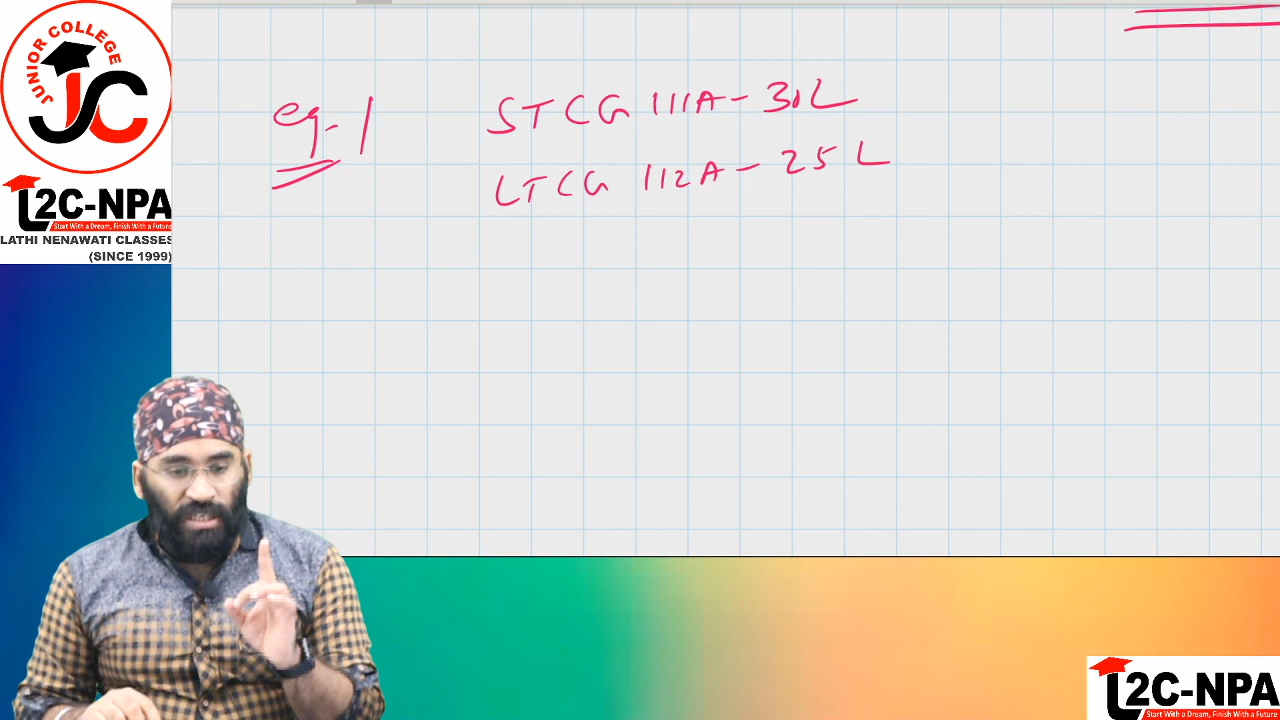 JUNIOR COLLEGE
JC
L2C-NPA
Start With a Dream, Finish With a Future
LATHI NENAWATI CLASSES
(SINCE 1999)
eg. 1
STCG 111A - 30L
LTCG 112A - 25L
L2C-NPA
Start With a Dream, Finish With a Future